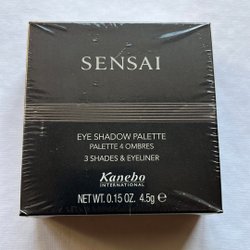 SENSAI
EYE SHADOW PALETTE
PALETTE 4 OMBRES
3 SHADES & EYELINER
Kanebo
INTERNATIONAL
NET WT. 0.15 OZ. 4.5g ℮